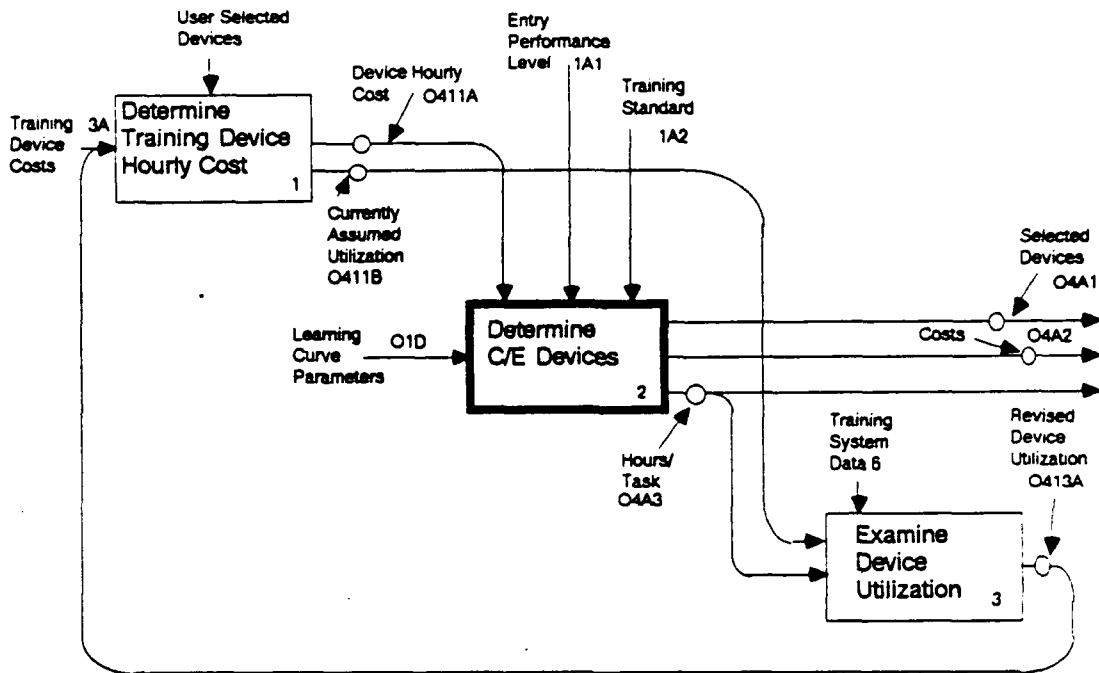 User Selected
Devices
Training 3A
Device
Costs
Determine
Training Device
Hourly Cost
1
Device Hourly
Cost O411A
Currently
Assumed
Utilization
O411B
Entry
Performance
Level 1A1
Training
Standard
1A2
Learning
Curve
Parameters
O1D
Determine
C/E Devices
2
Selected
Devices
O4A1
Costs
O4A2
Hours/
Task
O4A3
Training
System
Data 6
Revised
Device
Utilization
O413A
Examine
Device
Utilization
3